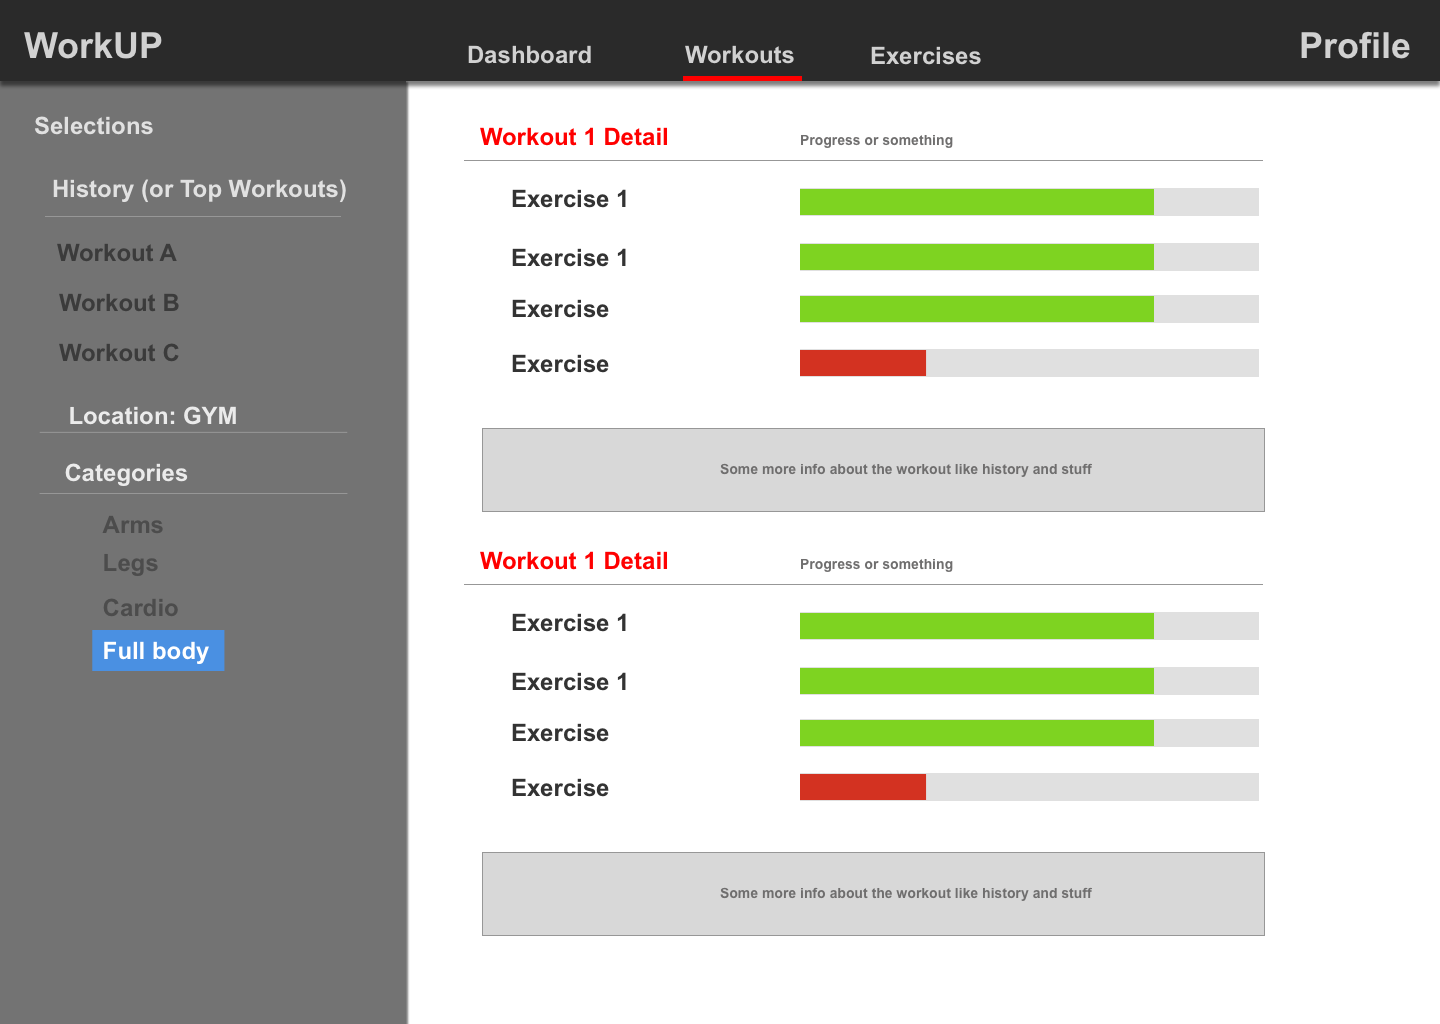 WorkUP
Dashboard
Workouts
Exercises
Profile
Selections
History (or Top Workouts)
Workout A
Workout B
Workout C
Location: GYM
Categories
Arms
Legs
Cardio
Full body
Workout 1 Detail
Progress or something
Exercise 1
Exercise 1
Exercise
Exercise
Some more info about the workout like history and stuff
Workout 1 Detail
Progress or something
Exercise 1
Exercise 1
Exercise
Exercise
Some more info about the workout like history and stuff